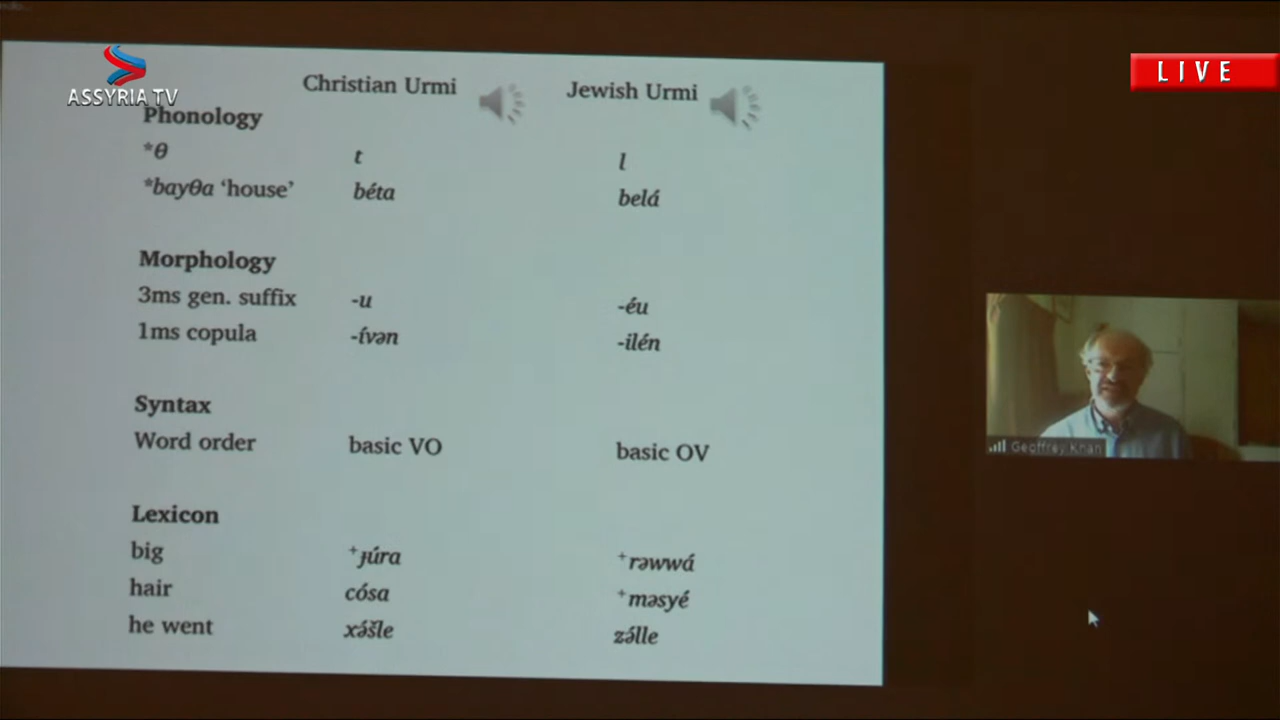 ASSYRIA TV
LIVE
Christian Urmi Jewish Urmi
Phonology
*θ t l
*bayθa ‘house’ béta belá
Morphology
3ms gen. suffix -u -éu
1ms copula -ívən -ilén
Syntax
Word order basic VO basic OV
Lexicon
big ⁺ɟúra ⁺rəwwá
hair cósa ⁺məsyé
he went xə́šle zə́lle
Geoffrey Khan